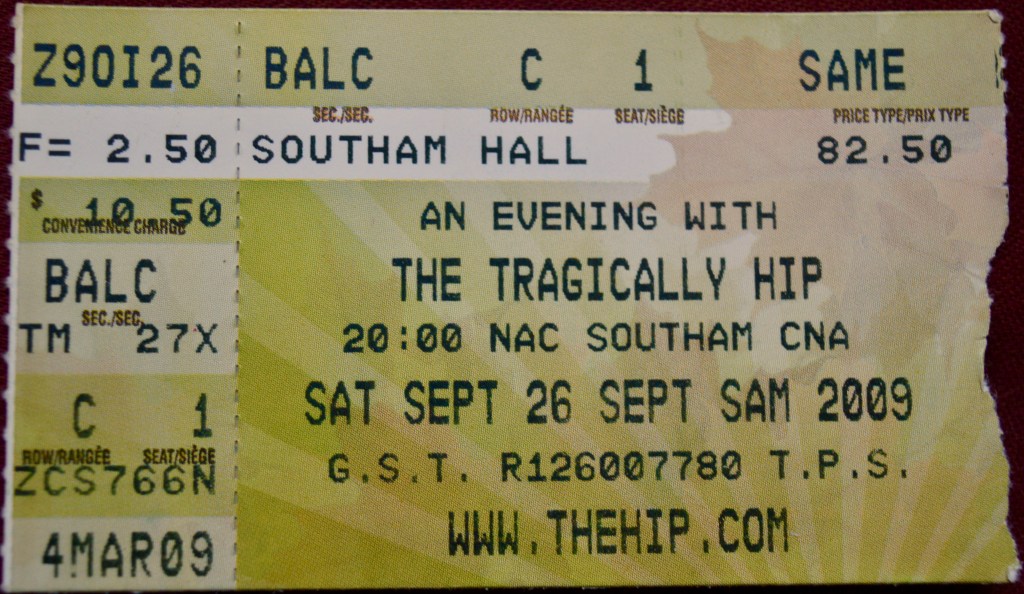 Z90I26
F= 2.50
$ 10.50
CONVENIENCE CHARGE
BALC
SEC./SEC.
TM 27X
C 1
ROW/RANGÉE SEAT/SIÈGE
ZCS766N
4MAR09
BALC C 1 SAME
SEC./SEC. ROW/RANGÉE SEAT/SIÈGE PRICE TYPE/PRIX TYPE
SOUTHAM HALL 82.50
AN EVENING WITH
THE TRAGICALLY HIP
20:00 NAC SOUTHAM CNA
SAT SEPT 26 SEPT SAM 2009
G.S.T. R126007780 T.P.S.
WWW.THEHIP.COM